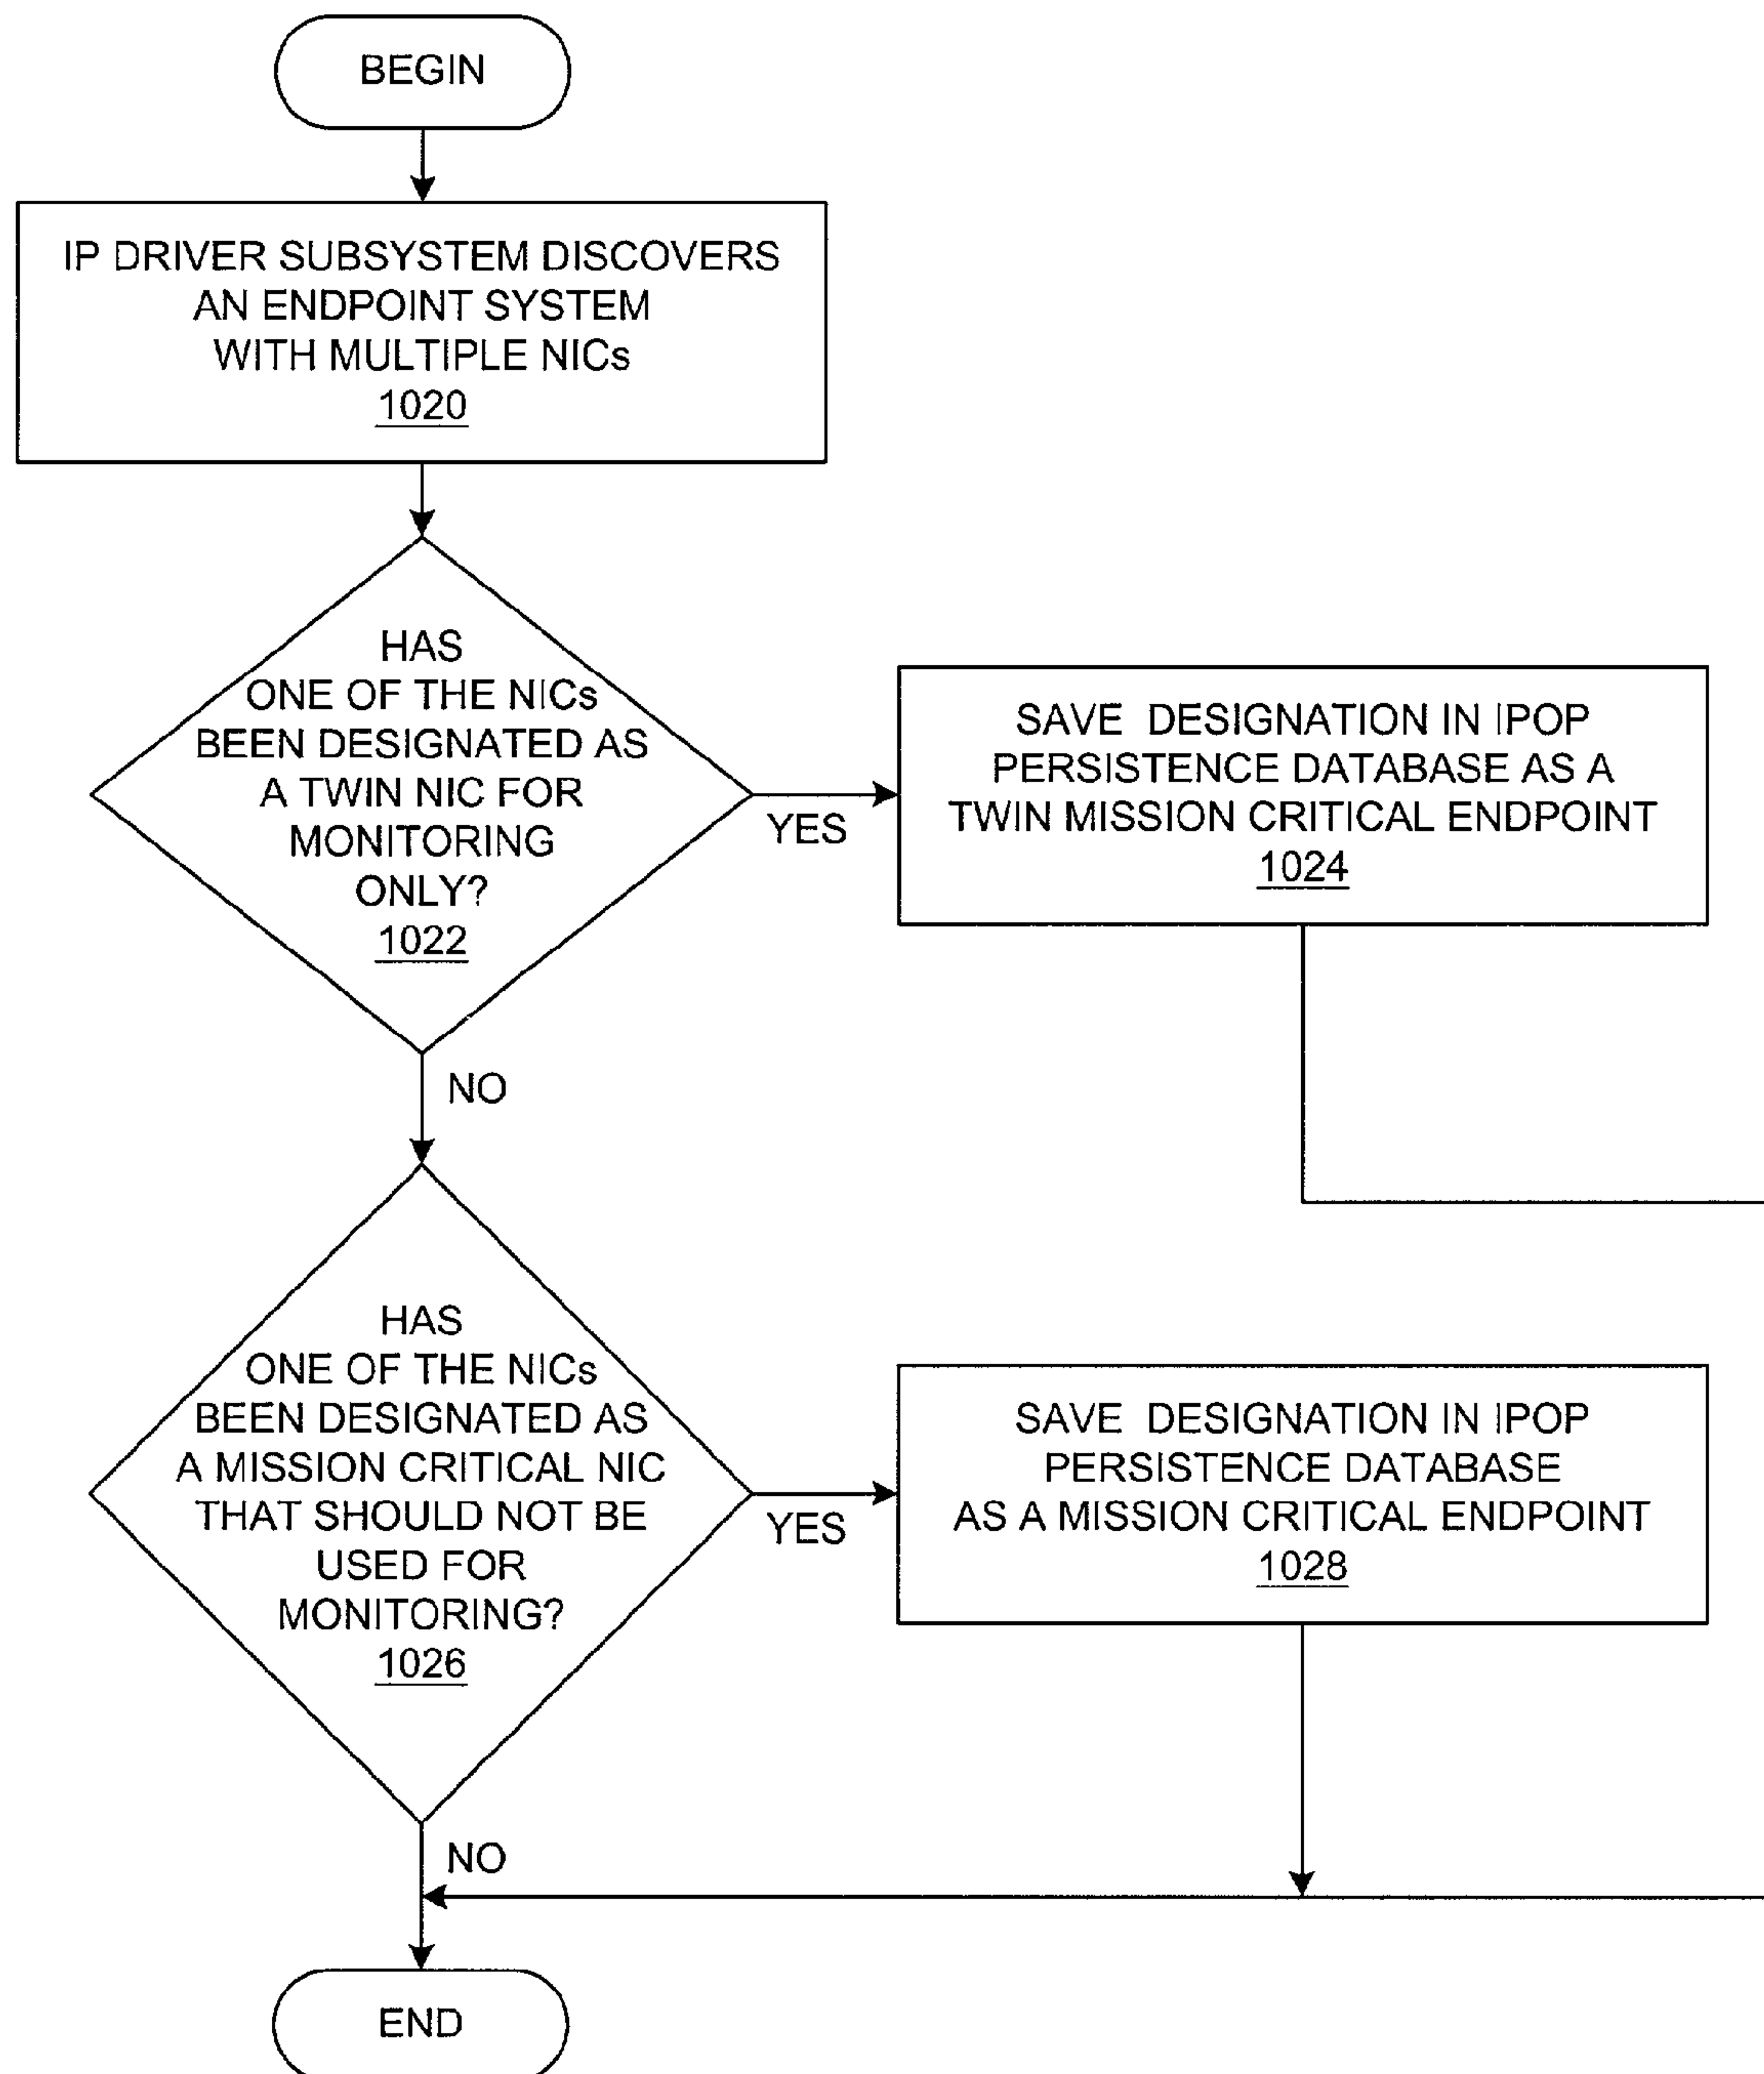 BEGIN
IP DRIVER SUBSYSTEM DISCOVERS
AN ENDPOINT SYSTEM
WITH MULTIPLE NICs
1020
HAS
ONE OF THE NICs
BEEN DESIGNATED AS
A TWIN NIC FOR
MONITORING
ONLY?
1022
YES
SAVE DESIGNATION IN IPOP
PERSISTENCE DATABASE AS A
TWIN MISSION CRITICAL ENDPOINT
1024
NO
HAS
ONE OF THE NICs
BEEN DESIGNATED AS
A MISSION CRITICAL NIC
THAT SHOULD NOT BE
USED FOR
MONITORING?
1026
YES
SAVE DESIGNATION IN IPOP
PERSISTENCE DATABASE
AS A MISSION CRITICAL ENDPOINT
1028
NO
END